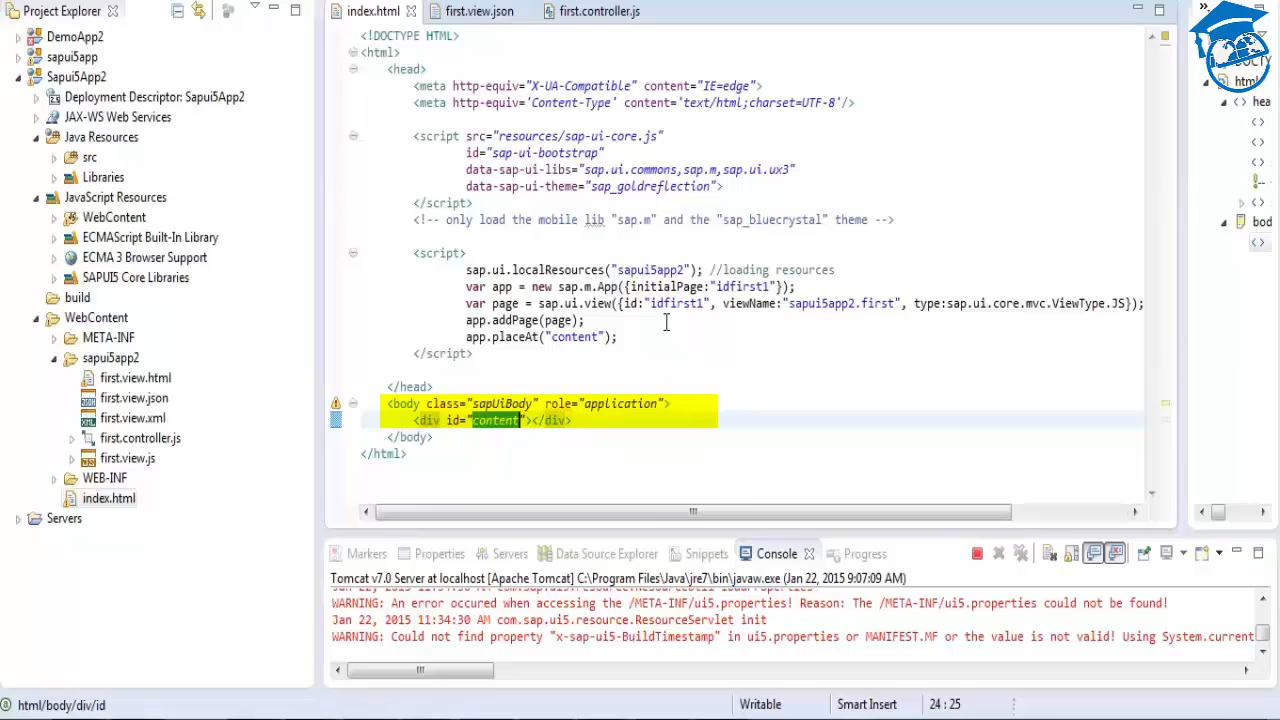 Project Explorer
DemoApp2
sapui5app
Sapui5App2
Deployment Descriptor: Sapui5App2
JAX-WS Web Services
Java Resources
src
Libraries
JavaScript Resources
WebContent
ECMAScript Built-In Library
ECMA 3 Browser Support
SAPUI5 Core Libraries
build
WebContent
META-INF
sapui5app2
first.view.html
first.view.json
first.view.xml
first.controller.js
first.view.js
WEB-INF
index.html
Servers
index.html first.view.json first.controller.js
<!DOCTYPE HTML>
<html>
<head>
<meta http-equiv="X-UA-Compatible" content="IE=edge">
<meta http-equiv='Content-Type' content='text/html;charset=UTF-8'/>
<script src="resources/sap-ui-core.js"
id="sap-ui-bootstrap"
data-sap-ui-libs="sap.ui.commons,sap.m,sap.ui.ux3"
data-sap-ui-theme="sap_goldreflection">
</script>
<!-- only load the mobile lib "sap.m" and the "sap_bluecrystal" theme -->
<script>
sap.ui.localResources("sapui5app2"); //loading resources
var app = new sap.m.App({initialPage:"idfirst1"});
var page = sap.ui.view({id:"idfirst1", viewName:"sapui5app2.first", type:sap.ui.core.mvc.ViewType.JS});
app.addPage(page);
app.placeAt("content");
</script>
</head>
<body class="sapUiBody" role="application">
<div id="content"></div>
</body>
</html>
html
hea
bod
Markers Properties Servers Data Source Explorer Snippets Console Progress
Tomcat v7.0 Server at localhost [Apache Tomcat] C:\Program Files\Java\jre7\bin\javaw.exe (Jan 22, 2015 9:07:09 AM)
WARNING: An error occured when accessing the /META-INF/ui5.properties! Reason: The /META-INF/ui5.properties could not be found!
Jan 22, 2015 11:34:30 AM com.sap.ui5.resource.ResourceServlet init
WARNING: Could not find property "x-sap-ui5-BuildTimestamp" in ui5.properties or MANIFEST.MF or the value is not valid! Using System.current
html/body/div/id Writable Smart Insert 24 : 25